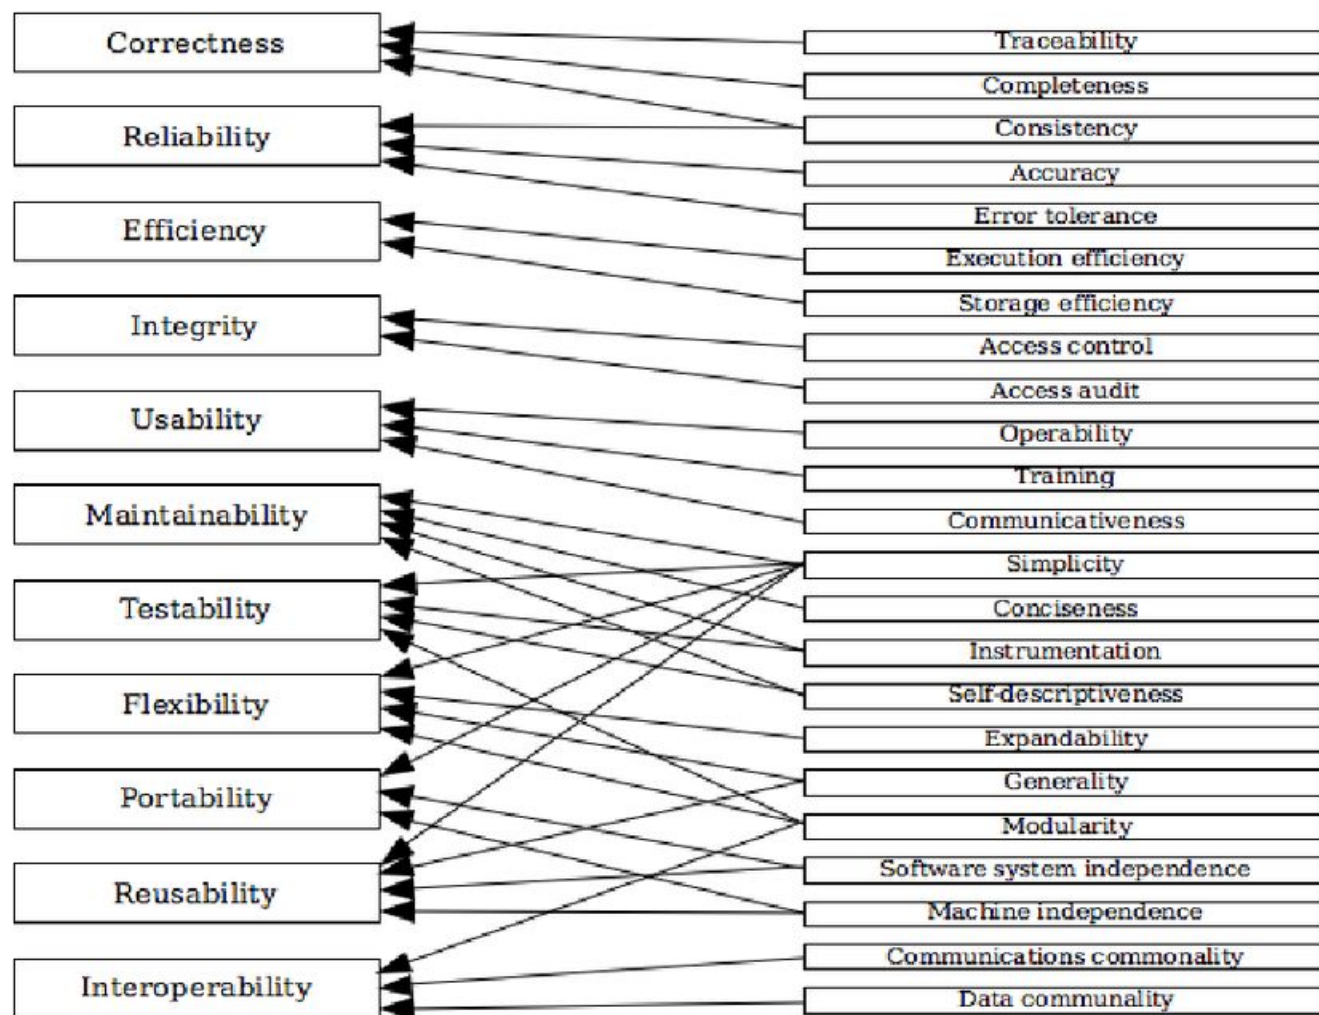 Correctness
Reliability
Efficiency
Integrity
Usability
Maintainability
Testability
Flexibility
Portability
Reusability
Interoperability
Traceability
Completeness
Consistency
Accuracy
Error tolerance
Execution efficiency
Storage efficiency
Access control
Access audit
Operability
Training
Communicativeness
Simplicity
Conciseness
Instrumentation
Self-descriptiveness
Expandability
Generality
Modularity
Software system independence
Machine independence
Communications commonality
Data communality